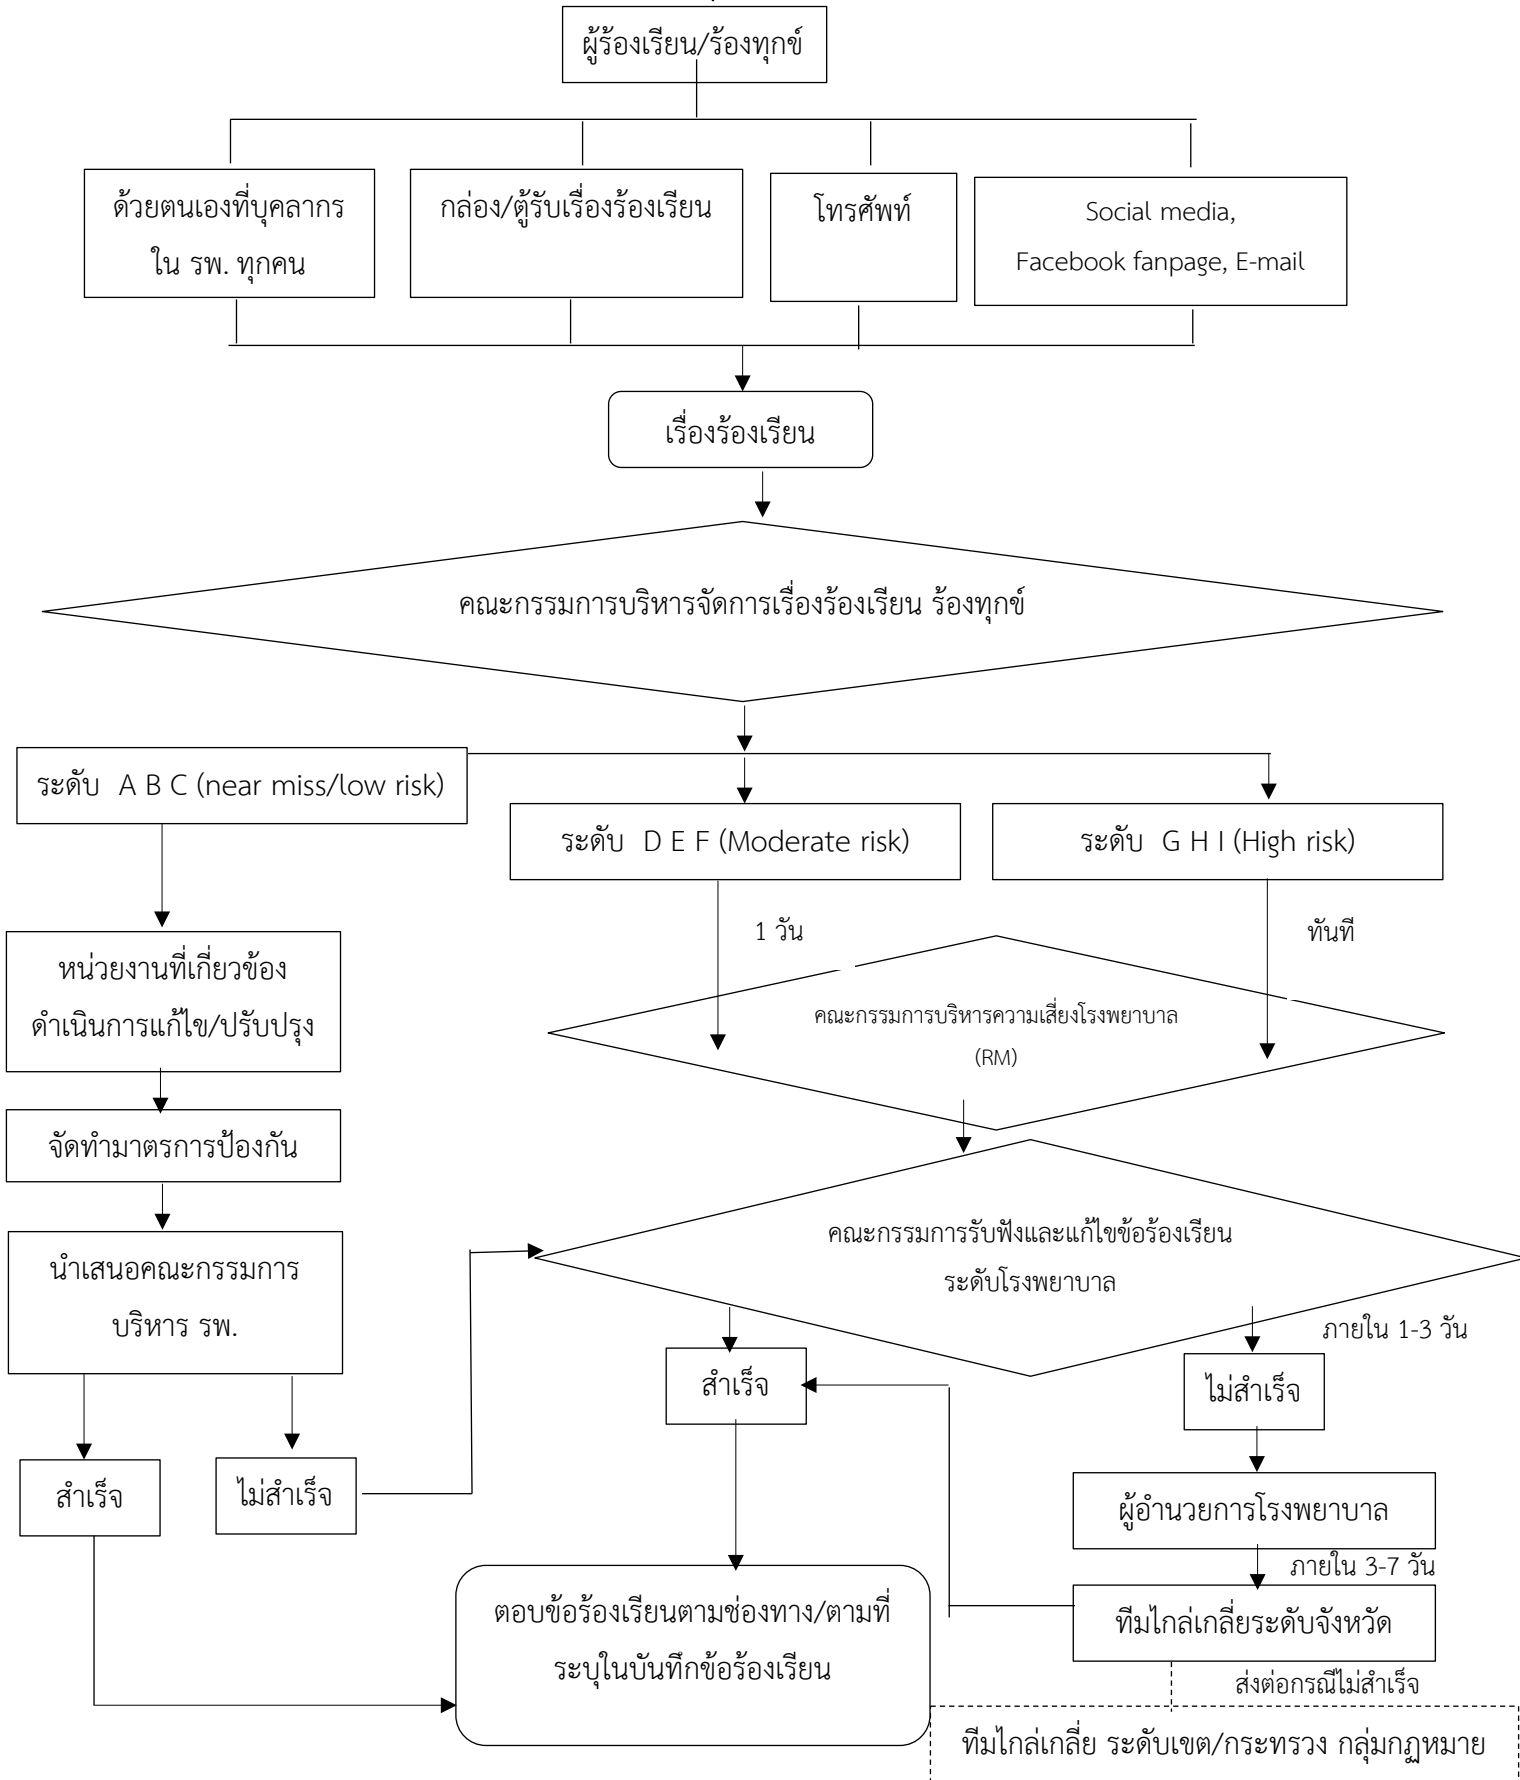 ผู้ร้องเรียน/ร้องทุกข์
ด้วยตนเองที่บุคลากร
ใน รพ. ทุกคน
กล่อง/ตู้รับเรื่องร้องเรียน
โทรศัพท์
Social media,
Facebook fanpage, E-mail
เรื่องร้องเรียน
คณะกรรมการบริหารจัดการเรื่องร้องเรียน ร้องทุกข์
ระดับ A B C (near miss/low risk)
ระดับ D E F (Moderate risk)
ระดับ G H I (High risk)
1 วัน
ทันที
หน่วยงานที่เกี่ยวข้อง
ดำเนินการแก้ไข/ปรับปรุง
คณะกรรมการบริหารความเสี่ยงโรงพยาบาล
(RM)
จัดทำมาตรการป้องกัน
นำเสนอคณะกรรมการ
บริหาร รพ.
คณะกรรมการรับฟังและแก้ไขข้อร้องเรียน
ระดับโรงพยาบาล
ภายใน 1-3 วัน
สำเร็จ
ไม่สำเร็จ
สำเร็จ
ไม่สำเร็จ
ผู้อำนวยการโรงพยาบาล
ภายใน 3-7 วัน
ตอบข้อร้องเรียนตามช่องทาง/ตามที่
ระบุในบันทึกข้อร้องเรียน
ทีมไกล่เกลี่ยระดับจังหวัด
ส่งต่อกรณีไม่สำเร็จ
ทีมไกล่เกลี่ย ระดับเขต/กระทรวง กลุ่มกฎหมาย